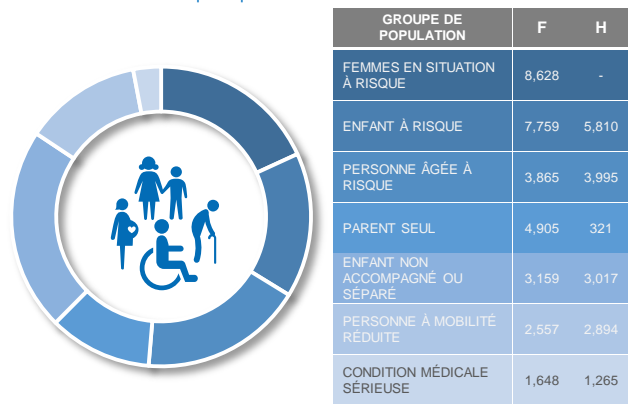 GROUPE DE
POPULATION F H
FEMMES EN SITUATION
À RISQUE 8,628 -
ENFANT À RISQUE 7,759 5,810
PERSONNE ÂGÉE À
RISQUE 3,865 3,995
PARENT SEUL 4,905 321
ENFANT NON
ACCOMPAGNÉ OU
SÉPARÉ 3,159 3,017
PERSONNE À MOBILITÉ
RÉDUITE 2,557 2,894
CONDITION MÉDICALE
SÉRIEUSE 1,648 1,265